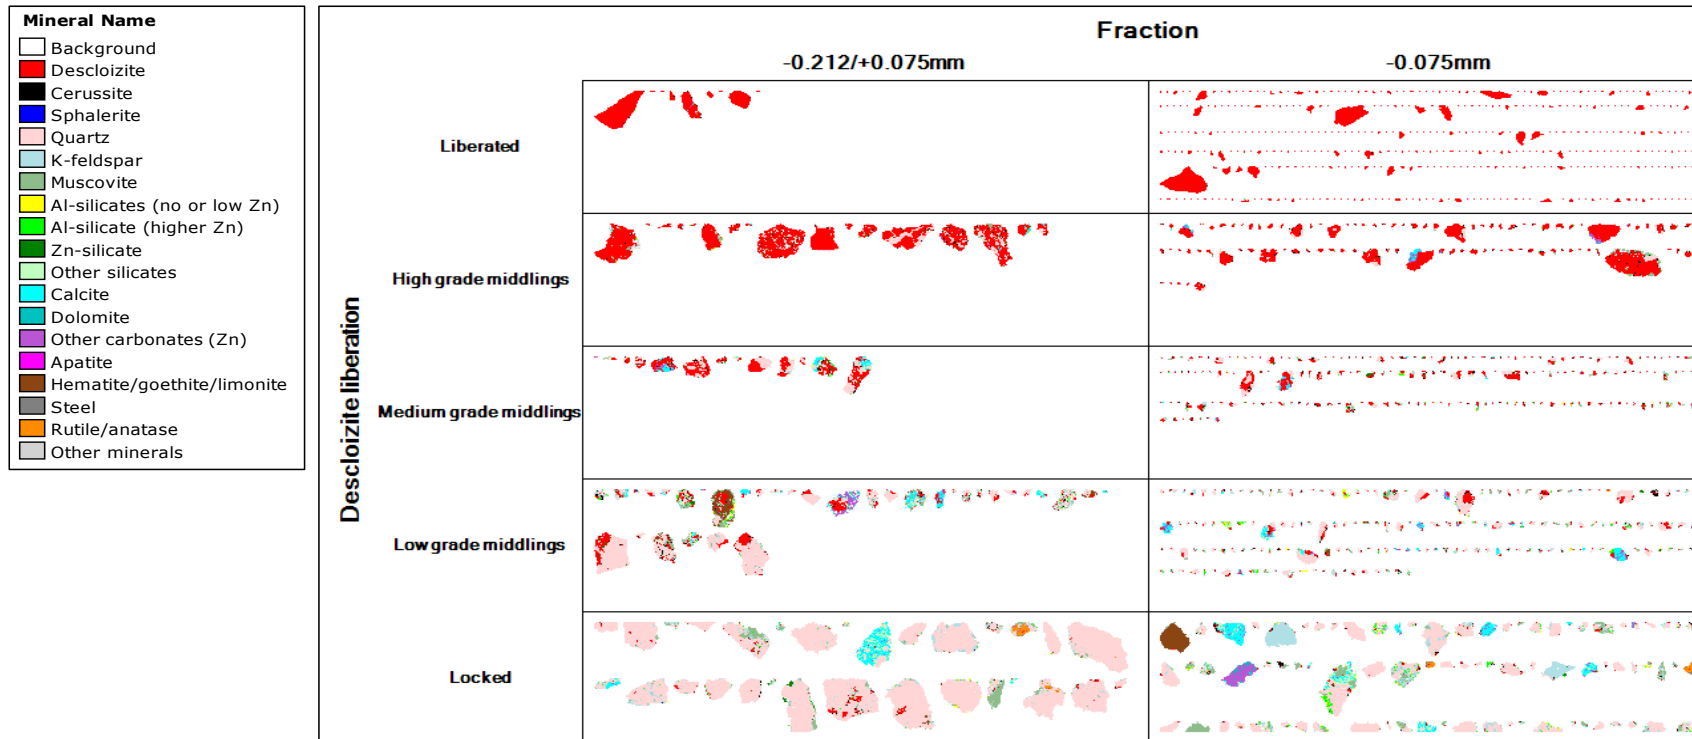 Mineral Name
Background
Descloizite
Cerussite
Sphalerite
Quartz
K-feldspar
Muscovite
Al-silicates (no or low Zn)
Al-silicate (higher Zn)
Zn-silicate
Other silicates
Calcite
Dolomite
Other carbonates (Zn)
Apatite
Hematite/goethite/limonite
Steel
Rutile/anatase
Other minerals
Fraction
-0.212/+0.075mm
-0.075mm
Descloizite liberation
Liberated
High grade middlings
Medium grade middlings
Low grade middlings
Locked